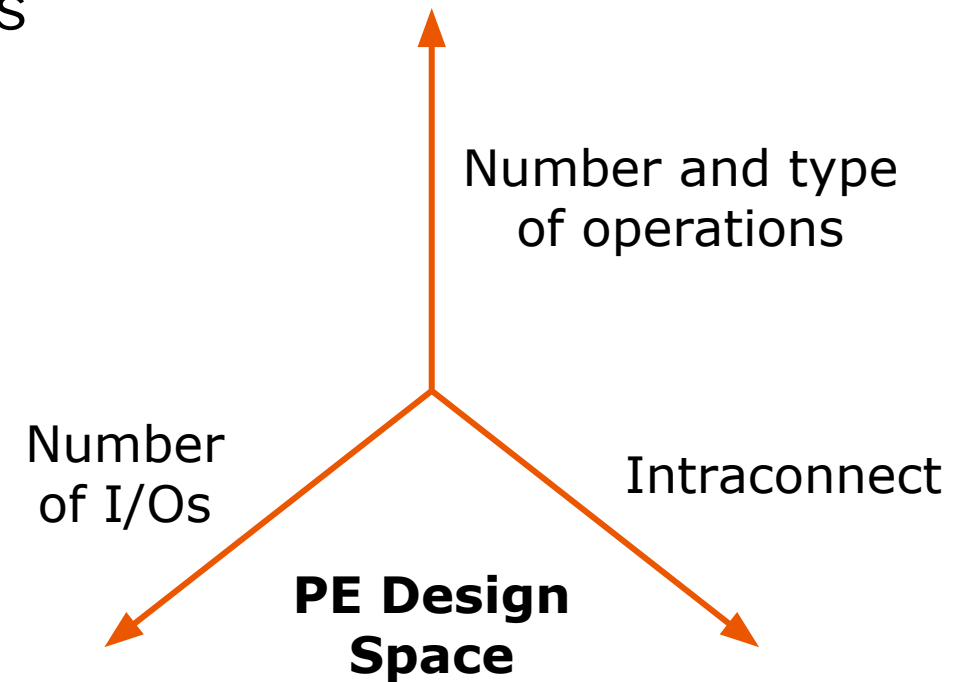 Number and type
of operations
Number
of I/Os
Intraconnect
PE Design
Space